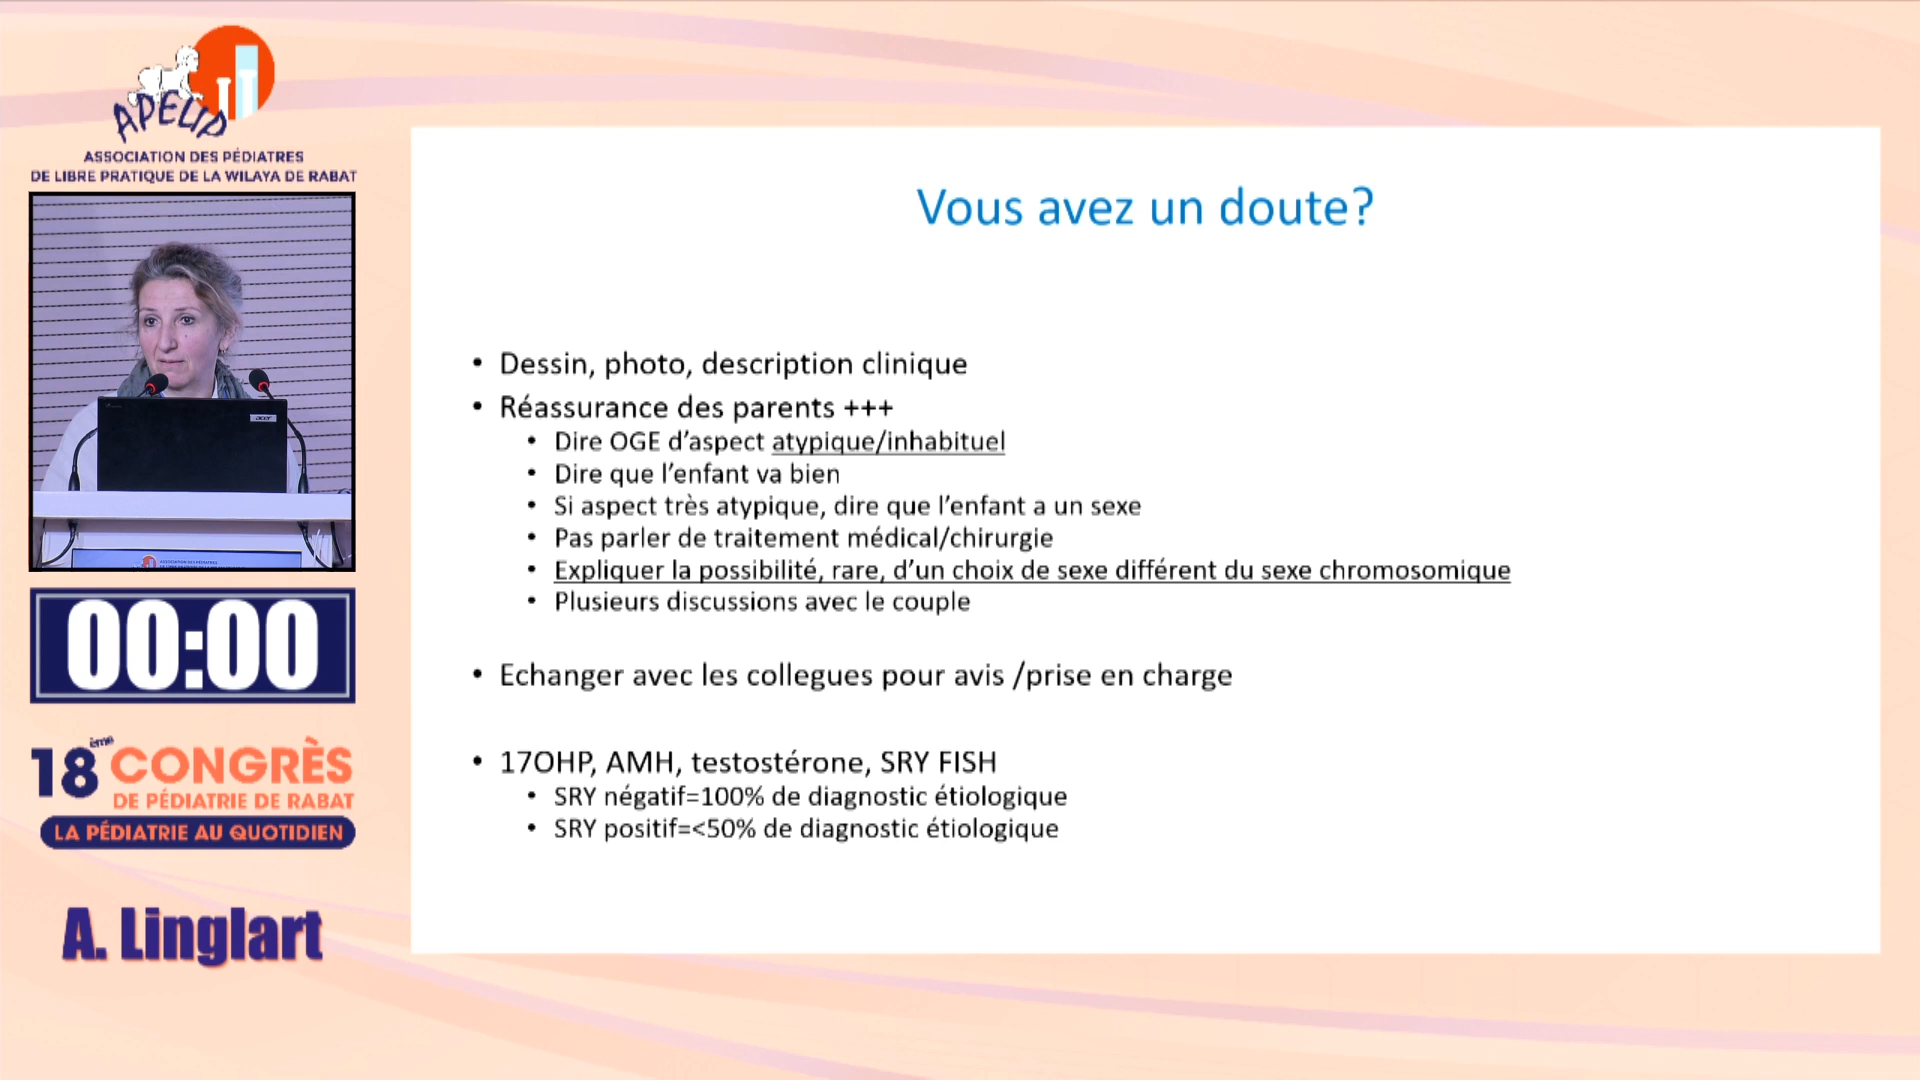 APELIP
ASSOCIATION DES PÉDIATRES
DE LIBRE PRATIQUE DE LA WILAYA DE RABAT
acer
00:00
18ème CONGRÈS
DE PÉDIATRIE DE RABAT
LA PÉDIATRIE AU QUOTIDIEN
A. Linglart
Vous avez un doute?
• Dessin, photo, description clinique
• Réassurance des parents +++
• Dire OGE d’aspect atypique/inhabituel
• Dire que l’enfant va bien
• Si aspect très atypique, dire que l’enfant a un sexe
• Pas parler de traitement médical/chirurgie
• Expliquer la possibilité, rare, d’un choix de sexe différent du sexe chromosomique
• Plusieurs discussions avec le couple
• Echanger avec les collegues pour avis /prise en charge
• 17OHP, AMH, testostérone, SRY FISH
• SRY négatif=100% de diagnostic étiologique
• SRY positif=<50% de diagnostic étiologique